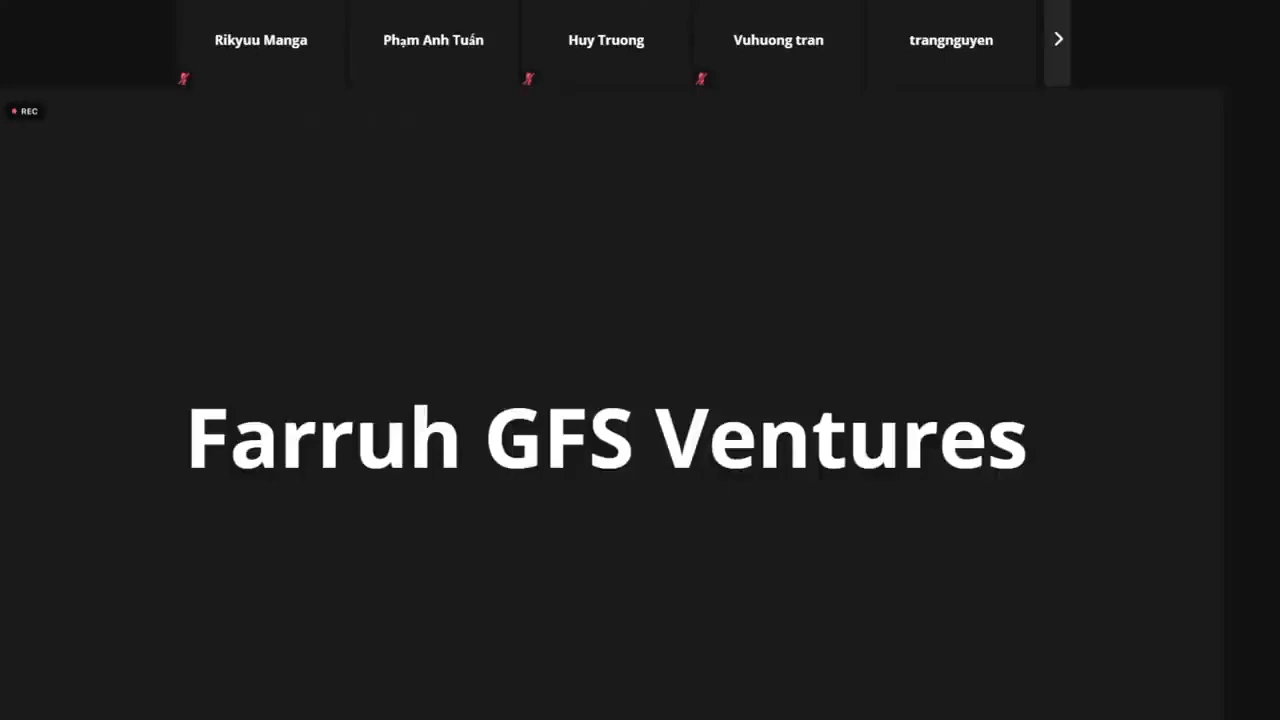 Rikyuu Manga
Phạm Anh Tuấn
Huy Truong
Vuhuong tran
trangnguyen
REC
Farruh GFS Ventures